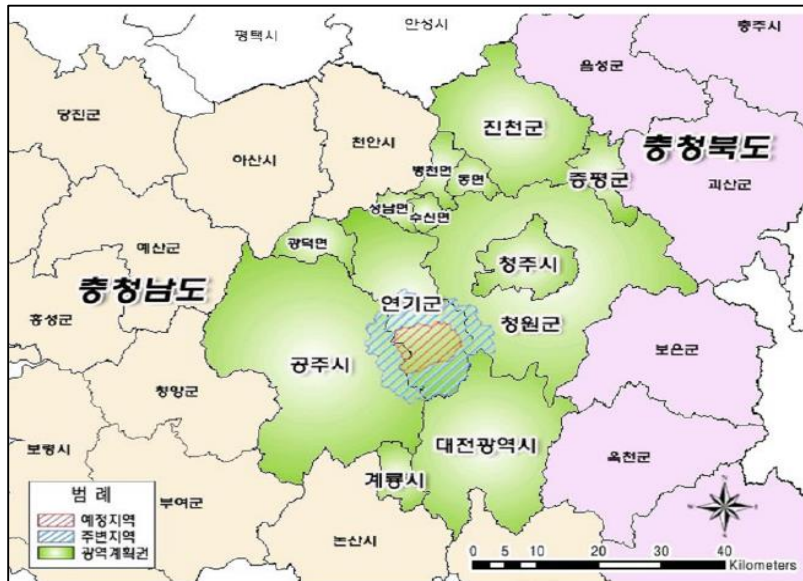 평택시
안성시
충주시
음성군
당진군
진천군
천안시
아산시
충청북도
병천면
동면
증평군
괴산군
성남면
수신면
광덕면
예산군
청주시
충청남도
연기군
청원군
홍성군
보은군
공주시
청양군
대전광역시
보령시
옥천군
계룡시
부여군
논산시
범 례
예정지역
주변지역
광역계획권
0 5 10 20 30 40
Kilometers